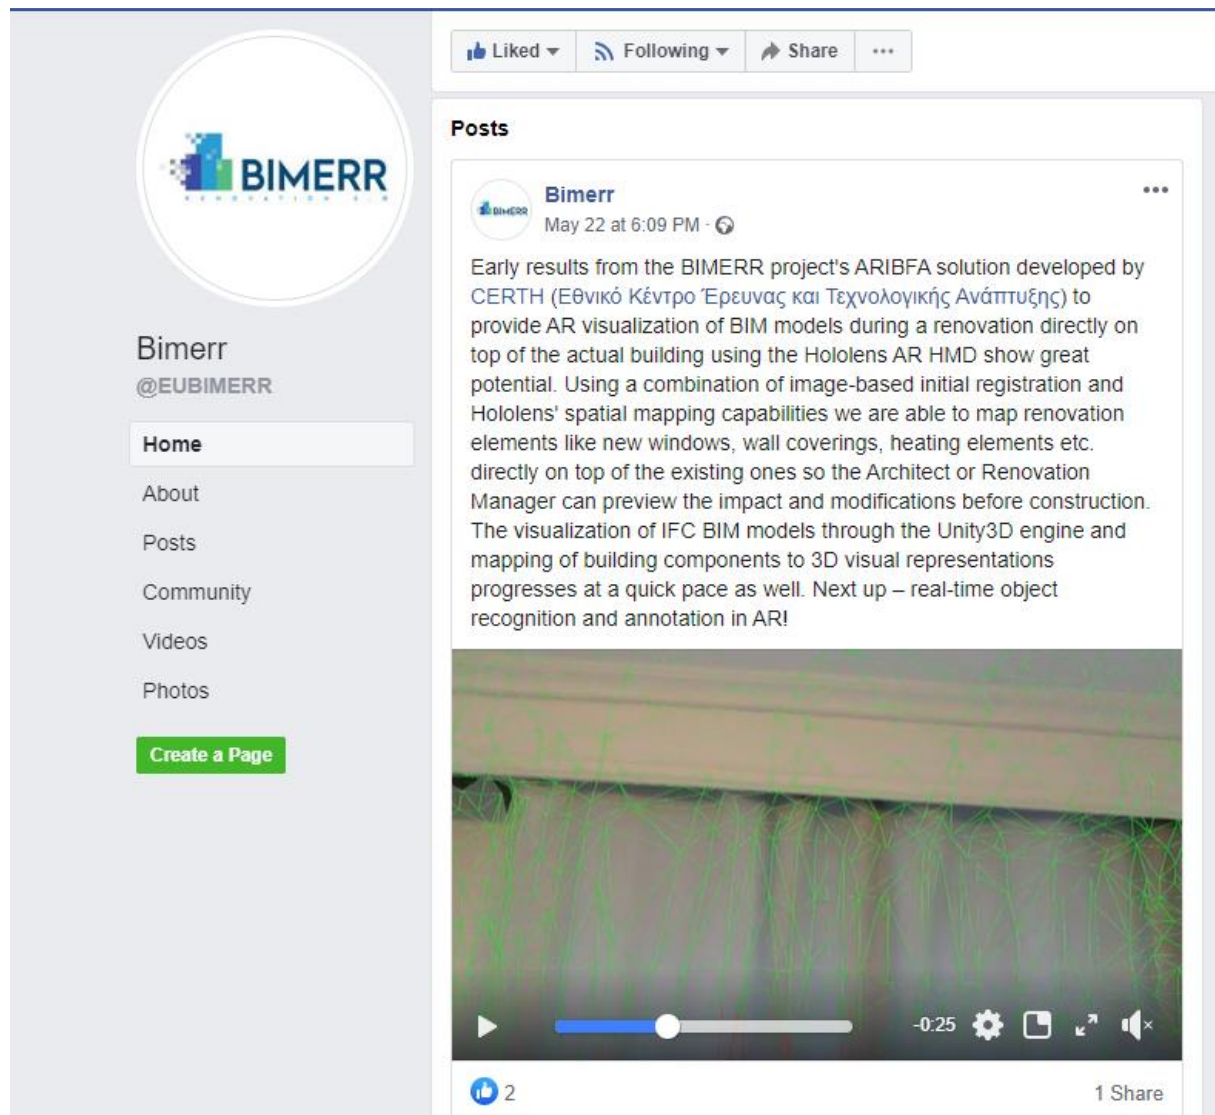 BIMERR
RENOVATION 4.0
Bimerr
@EUBIMERR
Home
About
Posts
Community
Videos
Photos
Create a Page
Liked
Following
Share
Posts
BIMERR
Bimerr
May 22 at 6:09 PM ·
Early results from the BIMERR project's ARIBFA solution developed by
CERTH (Εθνικό Κέντρο Έρευνας και Τεχνολογικής Ανάπτυξης) to
provide AR visualization of BIM models during a renovation directly on
top of the actual building using the Hololens AR HMD show great
potential. Using a combination of image-based initial registration and
Hololens' spatial mapping capabilities we are able to map renovation
elements like new windows, wall coverings, heating elements etc.
directly on top of the existing ones so the Architect or Renovation
Manager can preview the impact and modifications before construction.
The visualization of IFC BIM models through the Unity3D engine and
mapping of building components to 3D visual representations
progresses at a quick pace as well. Next up – real-time object
recognition and annotation in AR!
-0:25
2
1 Share